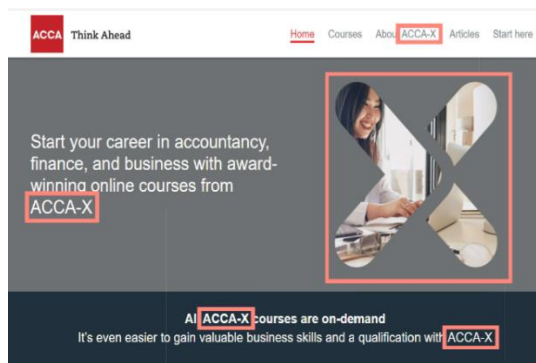 ACCA Think Ahead
Home Courses Abou ACCA-X Articles Start here
Start your career in accountancy,
finance, and business with award-
winning online courses from
ACCA-X
Al ACCA-X courses are on-demand
It's even easier to gain valuable business skills and a qualification with ACCA-X